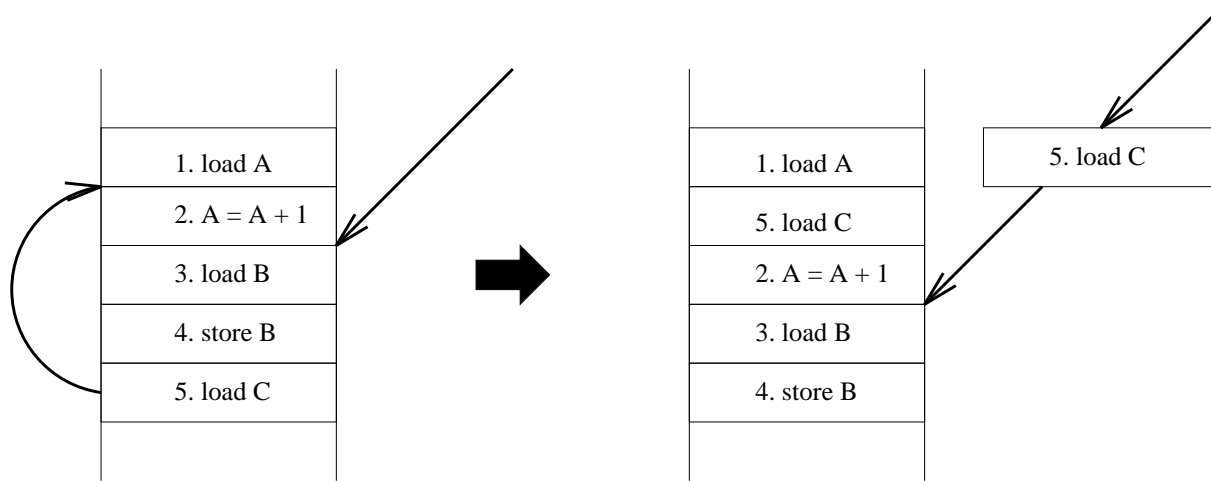 1. load A
2. A = A + 1
3. load B
4. store B
5. load C
1. load A
5. load C
2. A = A + 1
3. load B
4. store B
5. load C